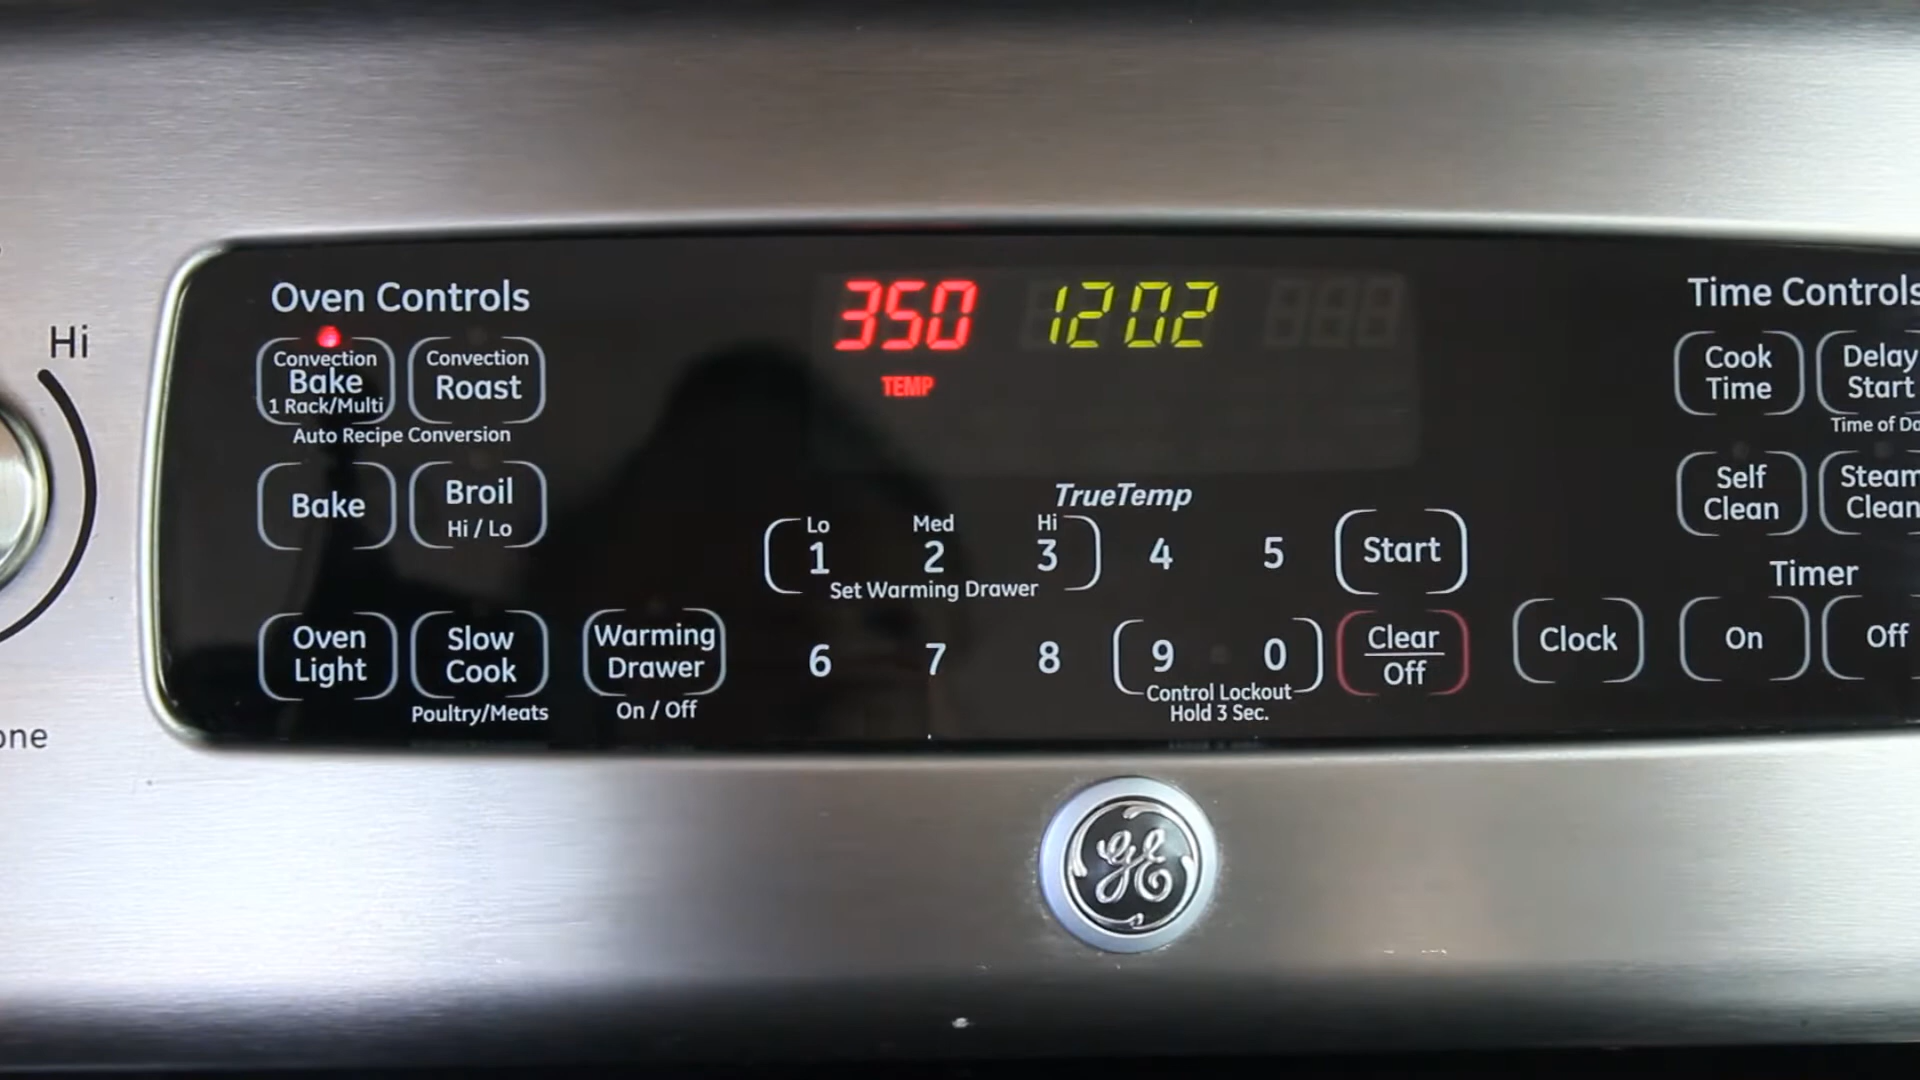 Hi
Oven Controls
Convection
Bake
1 Rack/Multi
Convection
Roast
Auto Recipe Conversion
Bake
Broil
Hi / Lo
Oven
Light
Slow
Cook
Poultry/Meats
Warming
Drawer
On / Off
350 1202
TEMP
TrueTemp
Lo Med Hi
1 2 3 4 5
Set Warming Drawer
6 7 8 9 0
Control Lockout
Hold 3 Sec.
Start
Clear
Off
Clock
Time Controls
Cook
Time
Delay
Start
Time of
Self
Clean
Steam
Clean
Timer
On
Off
GE